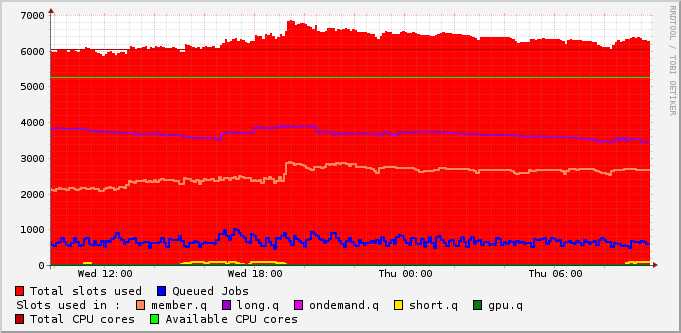 7000
6000
5000
4000
3000
2000
1000
0
Wed 12:00 Wed 18:00 Thu 00:00 Thu 06:00
Total slots used Queued Jobs
Slots used in : member.q long.q ondemand.q short.q gpu.q
Total CPU cores Available CPU cores
RRDTOOL / TOBI OETIKER